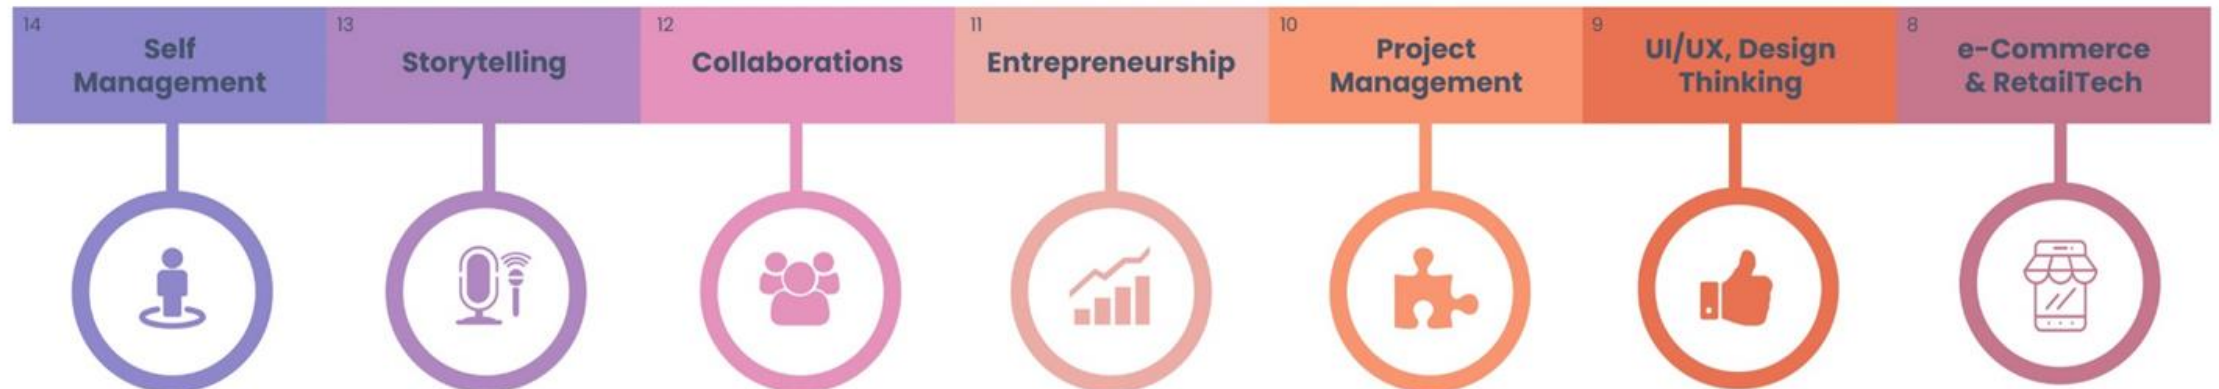 14
Self
Management
13
Storytelling
12
Collaborations
11
Entrepreneurship
10
Project
Management
9
UI/UX, Design
Thinking
8
e-Commerce
& RetailTech